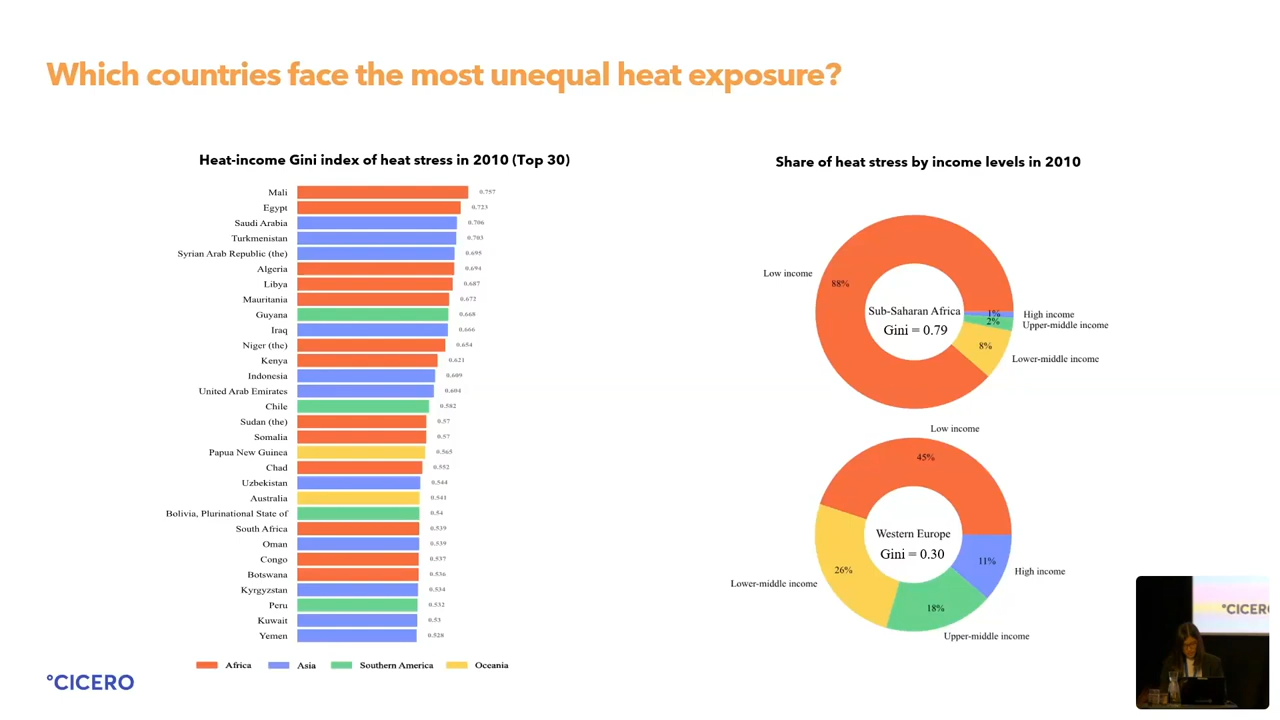 Which countries face the most unequal heat exposure?
Heat-income Gini index of heat stress in 2010 (Top 30)
Mali 0.757
Egypt 0.723
Saudi Arabia 0.706
Turkmenistan 0.703
Syrian Arab Republic (the) 0.695
Algeria 0.694
Libya 0.687
Mauritania 0.672
Guyana 0.668
Iraq 0.666
Niger (the) 0.654
Kenya 0.621
Indonesia 0.609
United Arab Emirates 0.604
Chile 0.582
Sudan (the) 0.57
Somalia 0.57
Papua New Guinea 0.565
Chad 0.552
Uzbekistan 0.544
Australia 0.541
Bolivia, Plurinational State of 0.54
South Africa 0.539
Oman 0.539
Congo 0.537
Botswana 0.536
Kyrgyzstan 0.534
Peru 0.532
Kuwait 0.53
Yemen 0.528
Africa Asia Southern America Oceania
Share of heat stress by income levels in 2010
Low income
88%
Sub-Saharan Africa
Gini = 0.79
1%
High income
2%
Upper-middle income
8%
Lower-middle income
Low income
45%
Western Europe
Gini = 0.30
11%
High income
26%
Lower-middle income
18%
Upper-middle income
°CICERO
°CICERO